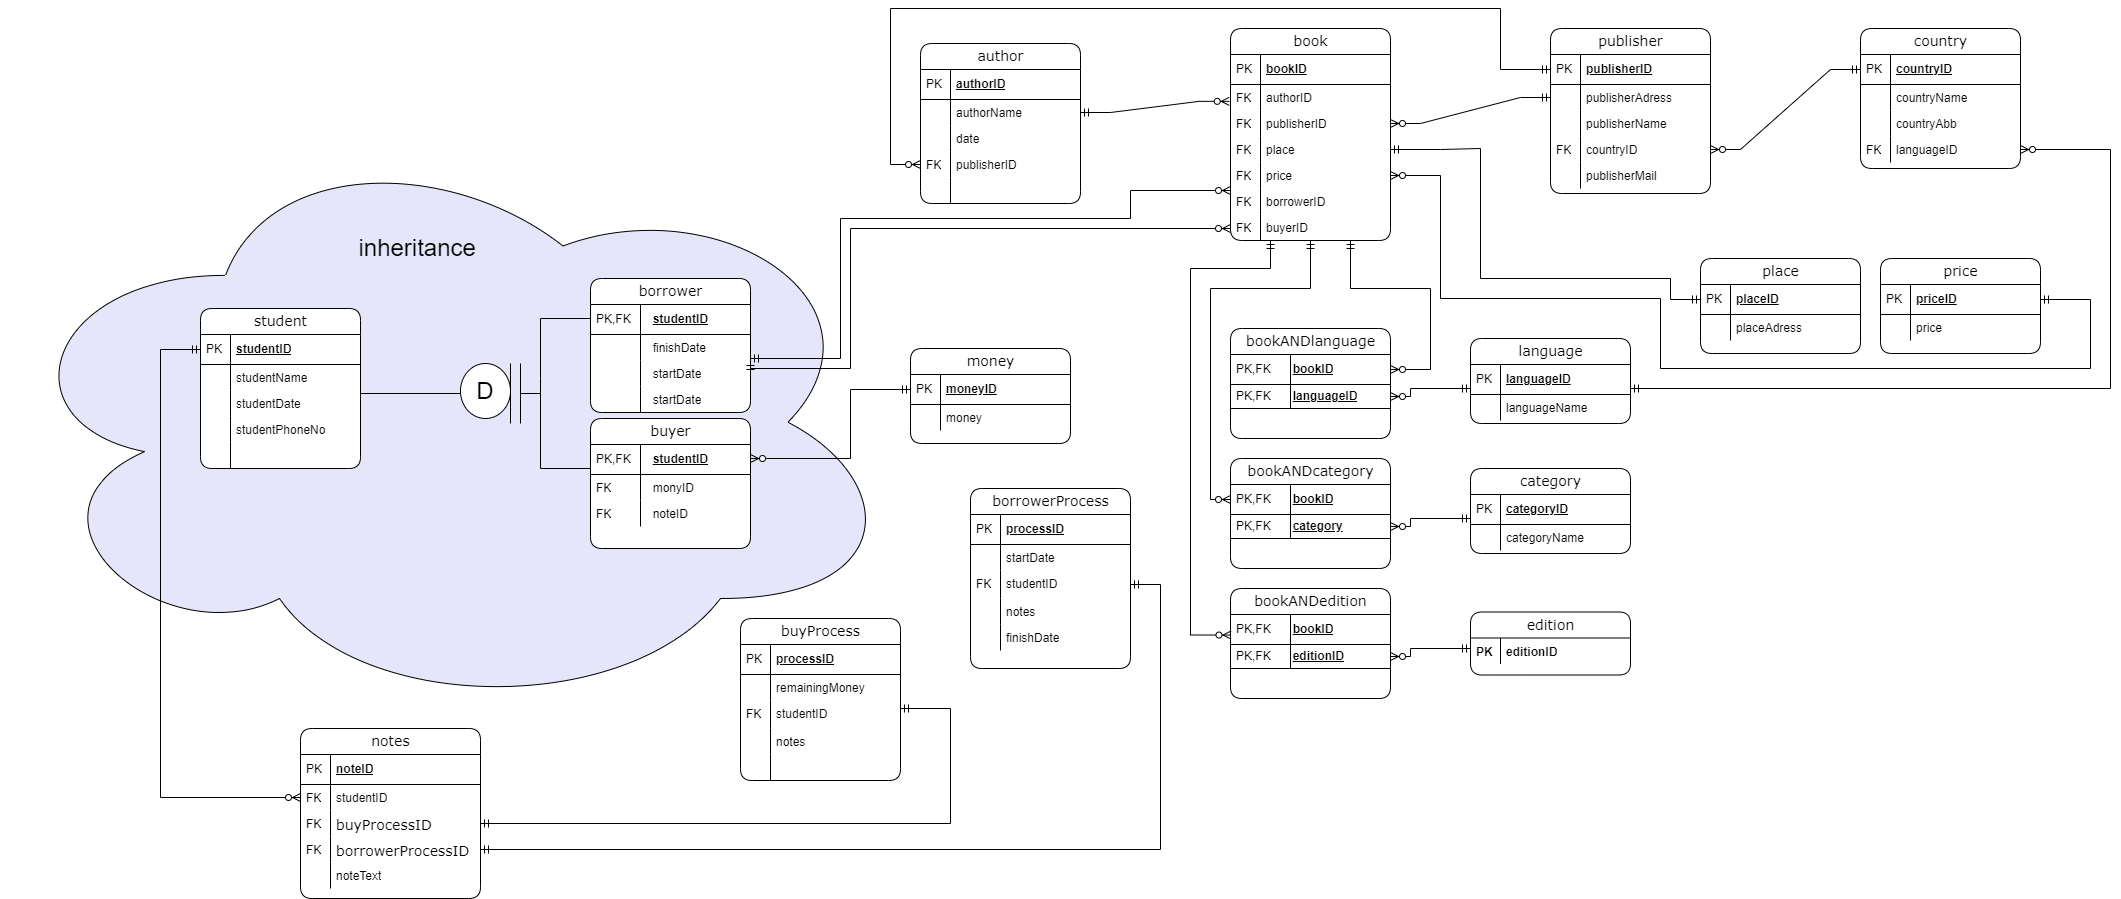 author
PK authorID
authorName
date
FK publisherID
book
PK bookID
FK authorID
FK publisherID
FK place
FK price
FK borrowerID
FK buyerID
publisher
PK publisherID
publisherAdress
publisherName
FK countryID
publisherMail
country
PK countryID
countryName
countryAbb
FK languageID
inheritance
student
PK studentID
studentName
studentDate
studentPhoneNo
D
borrower
PK,FK studentID
finishDate
startDate
startDate
buyer
PK,FK studentID
FK monyID
FK noteID
money
PK moneyID
money
place
PK placeID
placeAdress
price
PK priceID
price
bookANDlanguage
PK,FK bookID
PK,FK languageID
language
PK languageID
languageName
bookANDcategory
PK,FK bookID
PK,FK category
category
PK categoryID
categoryName
borrowerProcess
PK processID
startDate
FK studentID
notes
finishDate
bookANDedition
PK,FK bookID
PK,FK editionID
edition
PK editionID
buyProcess
PK processID
remainingMoney
FK studentID
notes
notes
PK noteID
FK studentID
FK buyProcessID
FK borrowerProcessID
noteText